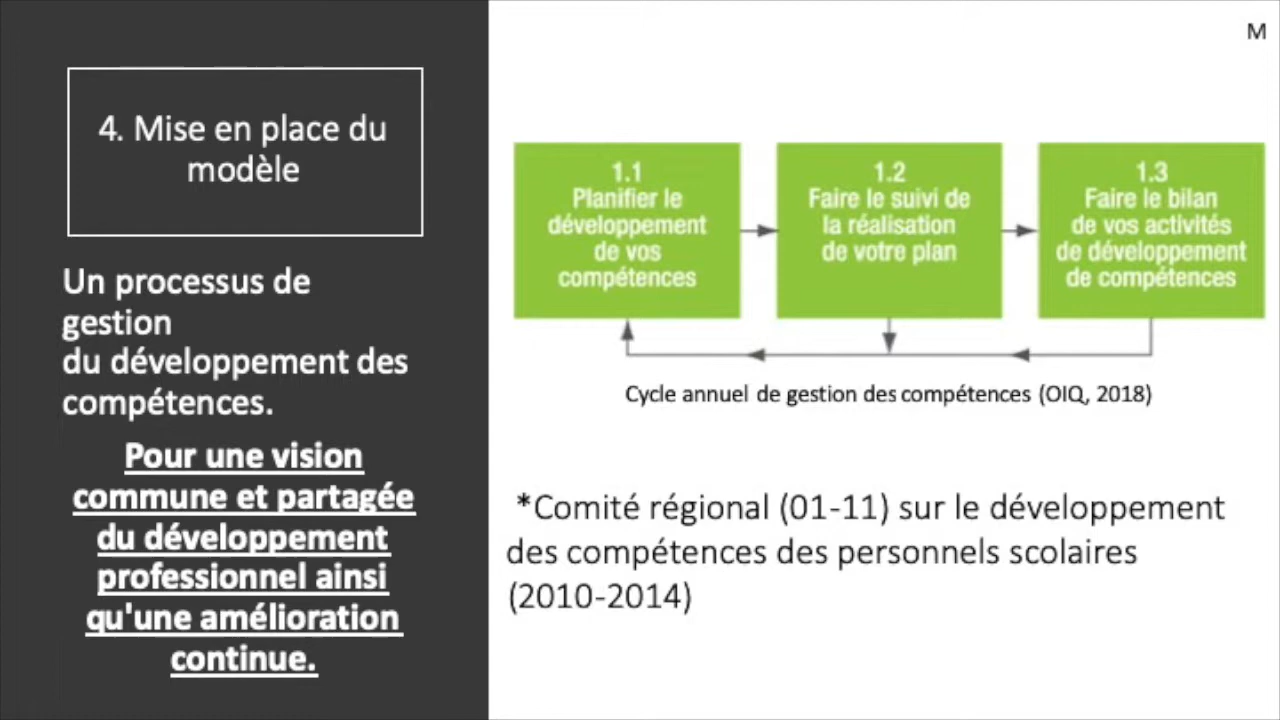 M
4. Mise en place du
modèle
Un processus de
gestion
du développement des
compétences.
Pour une vision
commune et partagée
du développement
professionnel ainsi
qu'une amélioration
continue.
1.1
Planifier le
développement
de vos
compétences
1.2
Faire le suivi de
la réalisation
de votre plan
1.3
Faire le bilan
de vos activités
de développement
de compétences
Cycle annuel de gestion des compétences (OIQ, 2018)
*Comité régional (01-11) sur le développement
des compétences des personnels scolaires
(2010-2014)